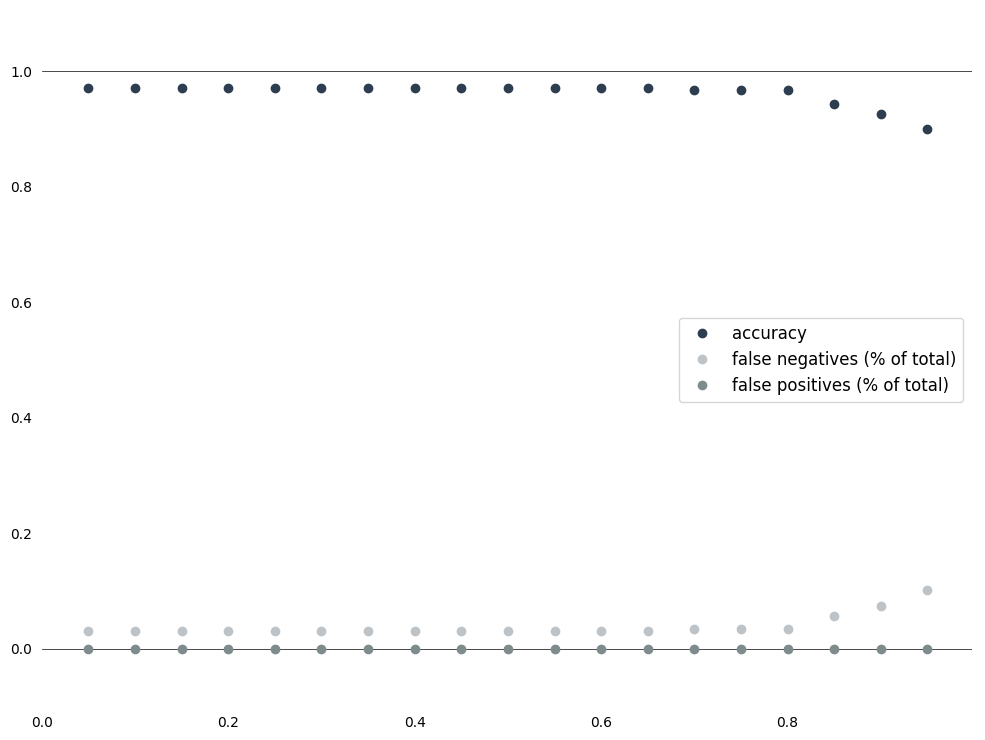 1.0
0.8
0.6
accuracy
false negatives (% of total)
false positives (% of total)
0.4
0.2
0.0
0.0 0.2 0.4 0.6 0.8